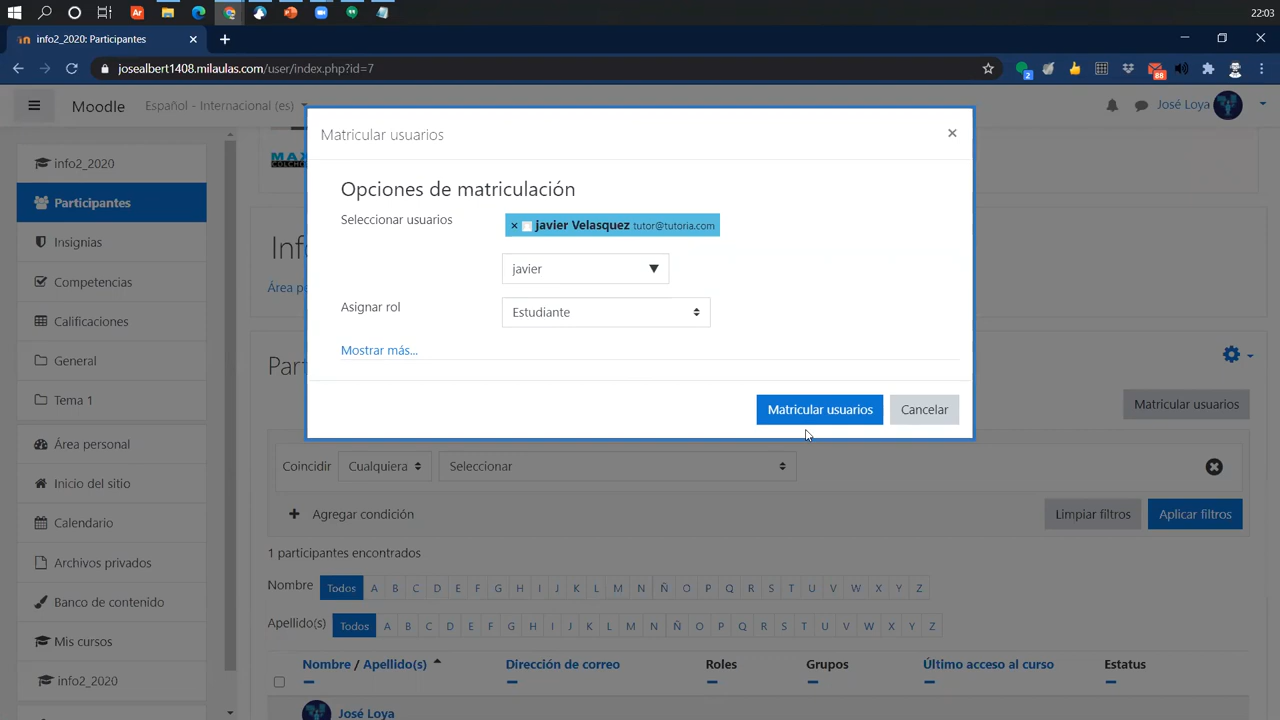 22:03
info2_2020: Participantes
josealbert1408.milaulas.com/user/index.php?id=7
2
88
Moodle
Español - Internacional (es)
José Loya
Matricular usuarios
Opciones de matriculación
Seleccionar usuarios
× javier Velasquez tutor@tutoria.com
javier
Asignar rol
Estudiante
Mostrar más...
Matricular usuarios
Cancelar
info2_2020
Participantes
Insignias
Competencias
Calificaciones
General
Tema 1
Área personal
Inicio del sitio
Calendario
Archivos privados
Banco de contenido
Mis cursos
info2_2020
Matricular usuarios
Coincidir Cualquiera Seleccionar
Agregar condición
Limpiar filtros
Aplicar filtros
1 participantes encontrados
Nombre Todos A B C D E F G H I J K L M N Ñ O P Q R S T U V W X Y Z
Apellido(s) Todos A B C D E F G H I J K L M N Ñ O P Q R S T U V W X Y Z
Nombre / Apellido(s) Dirección de correo Roles Grupos Último acceso al curso Estatus
José Loya